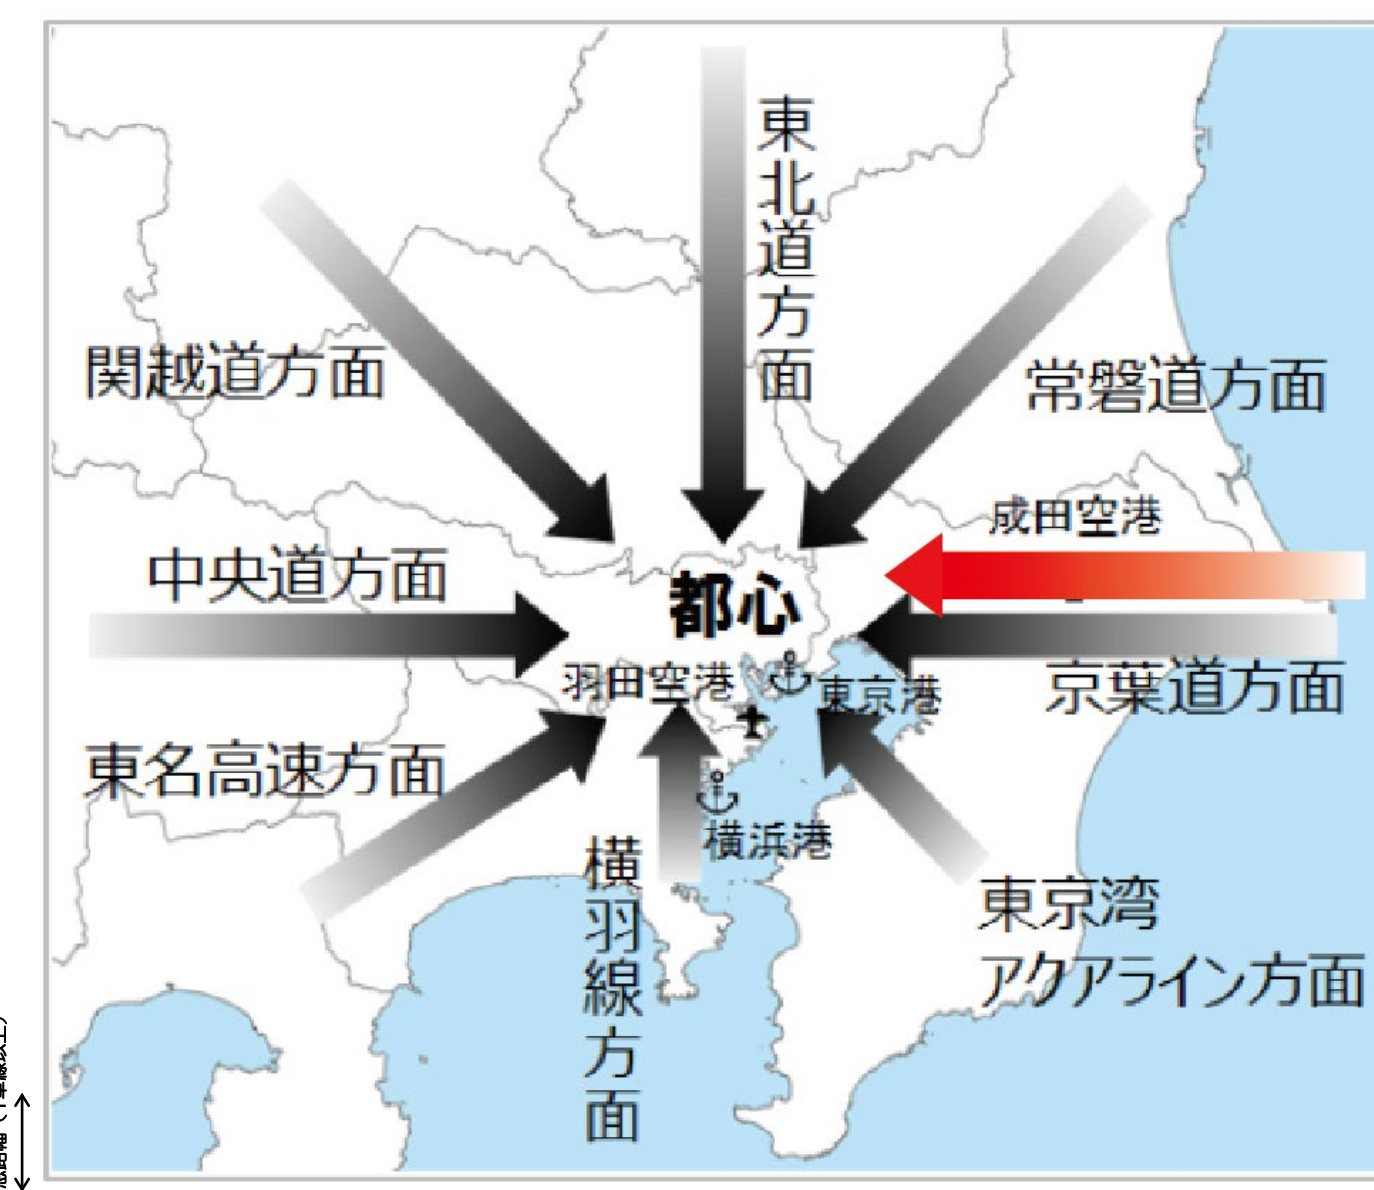 東北道方面
関越道方面
常磐道方面
成田空港
中央道方面
都心
羽田空港
東京港
京葉道方面
東名高速方面
横浜港
横羽線方面
東京湾
アクアライン方面